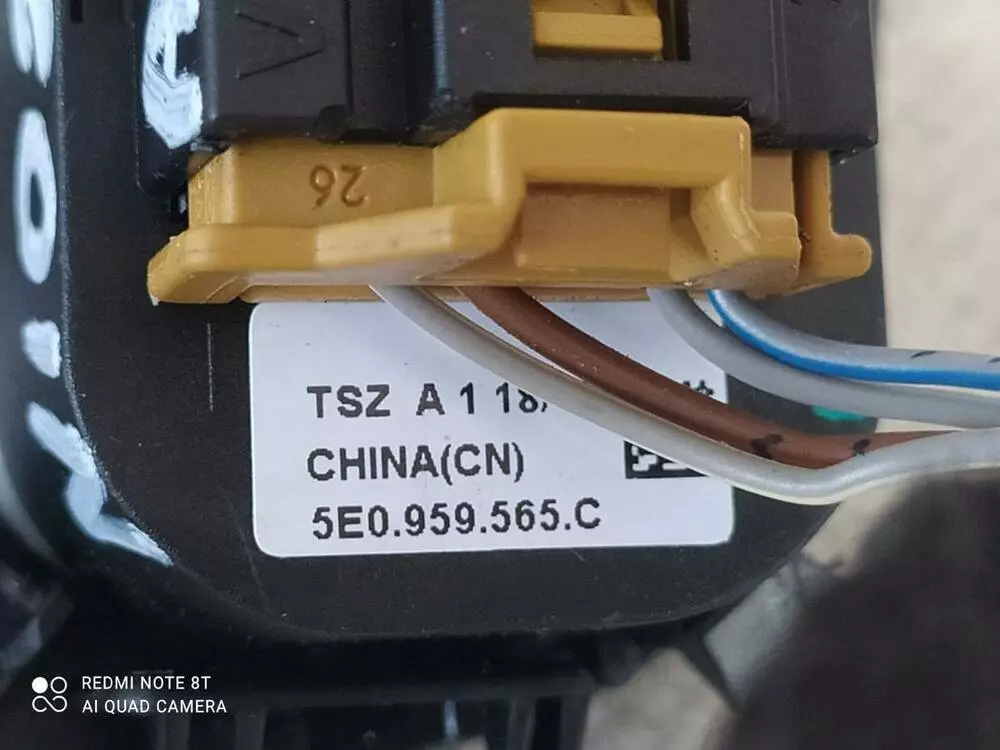 26
TSZ A 1 18/
CHINA(CN)
5E0.959.565.C
REDMI NOTE 8T
AI QUAD CAMERA